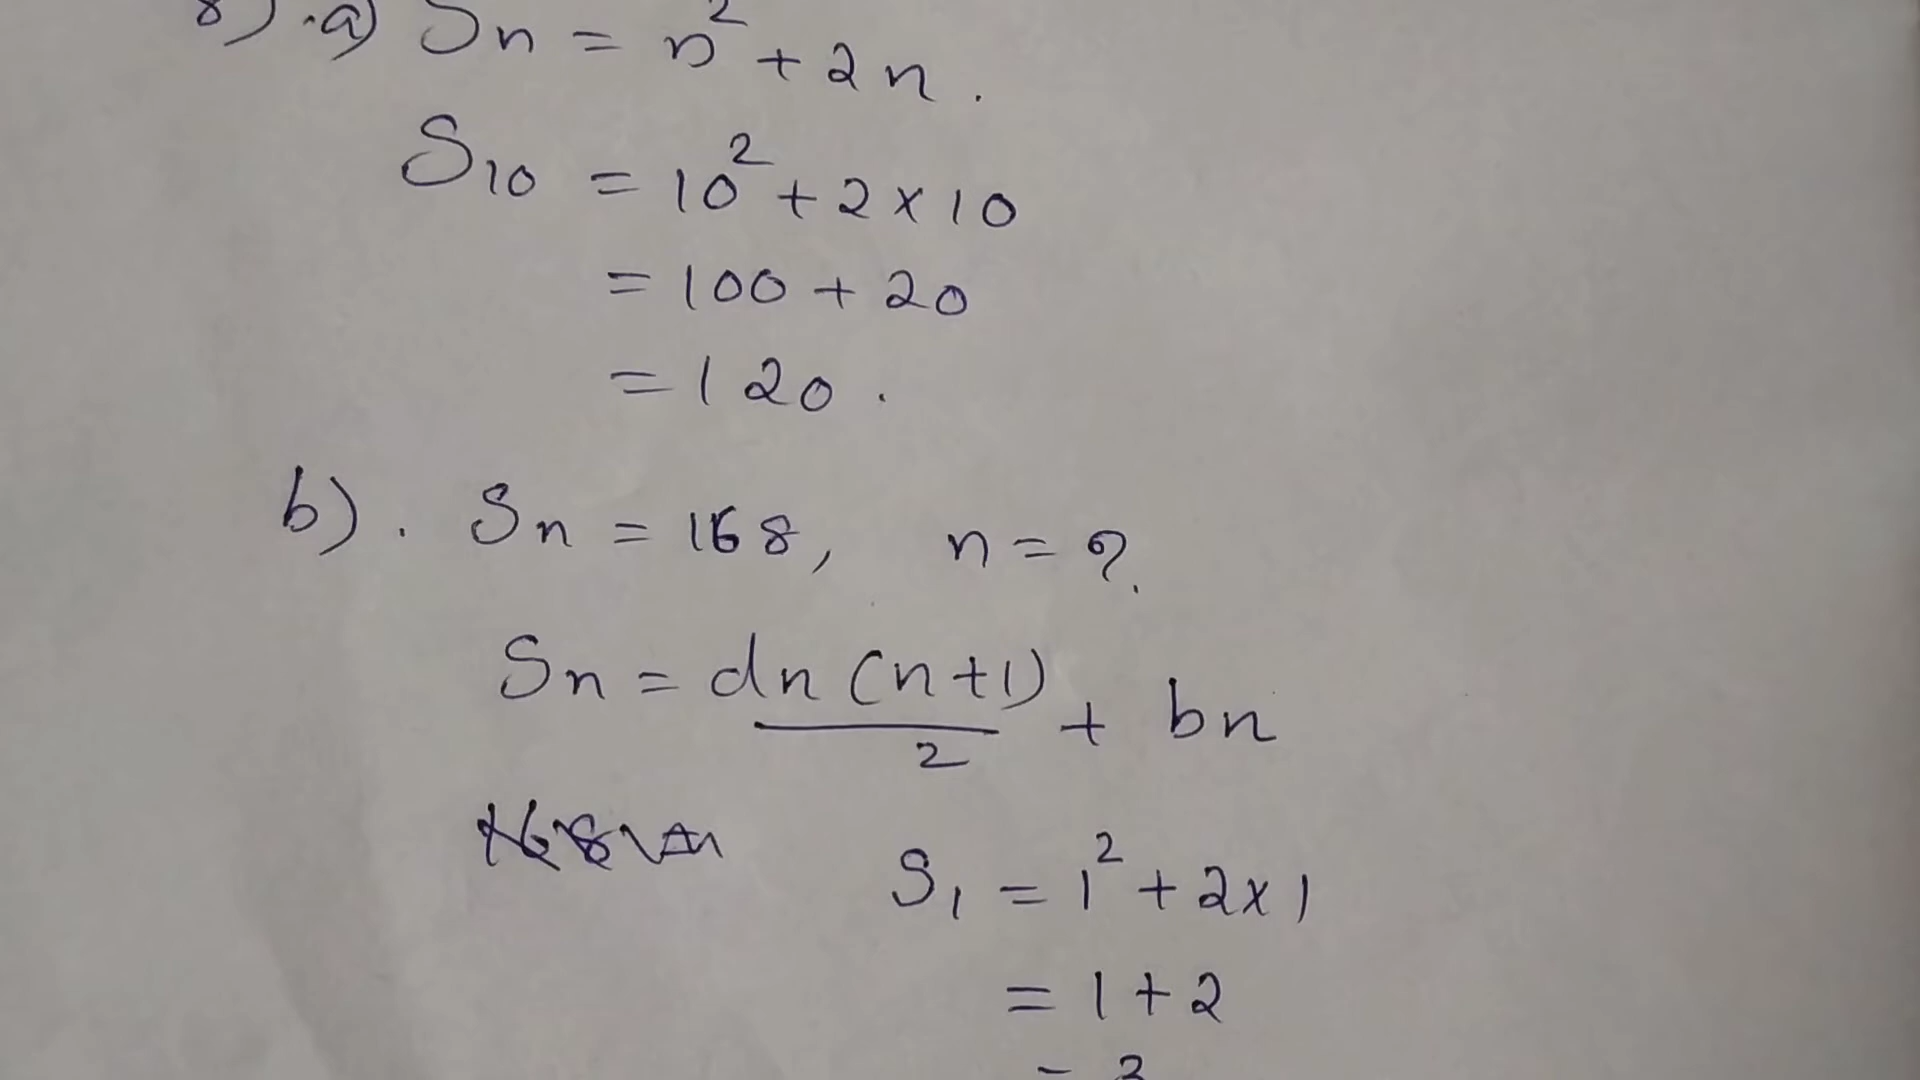 8) a) Sn = n² + 2n.
S₁₀ = 10² + 2 × 10
= 100 + 20
= 120.
b). Sn = 168, n = ?
Sn = dn (n+1)/2 + bn
S₁ = 1² + 2 × 1
= 1 + 2
= 3